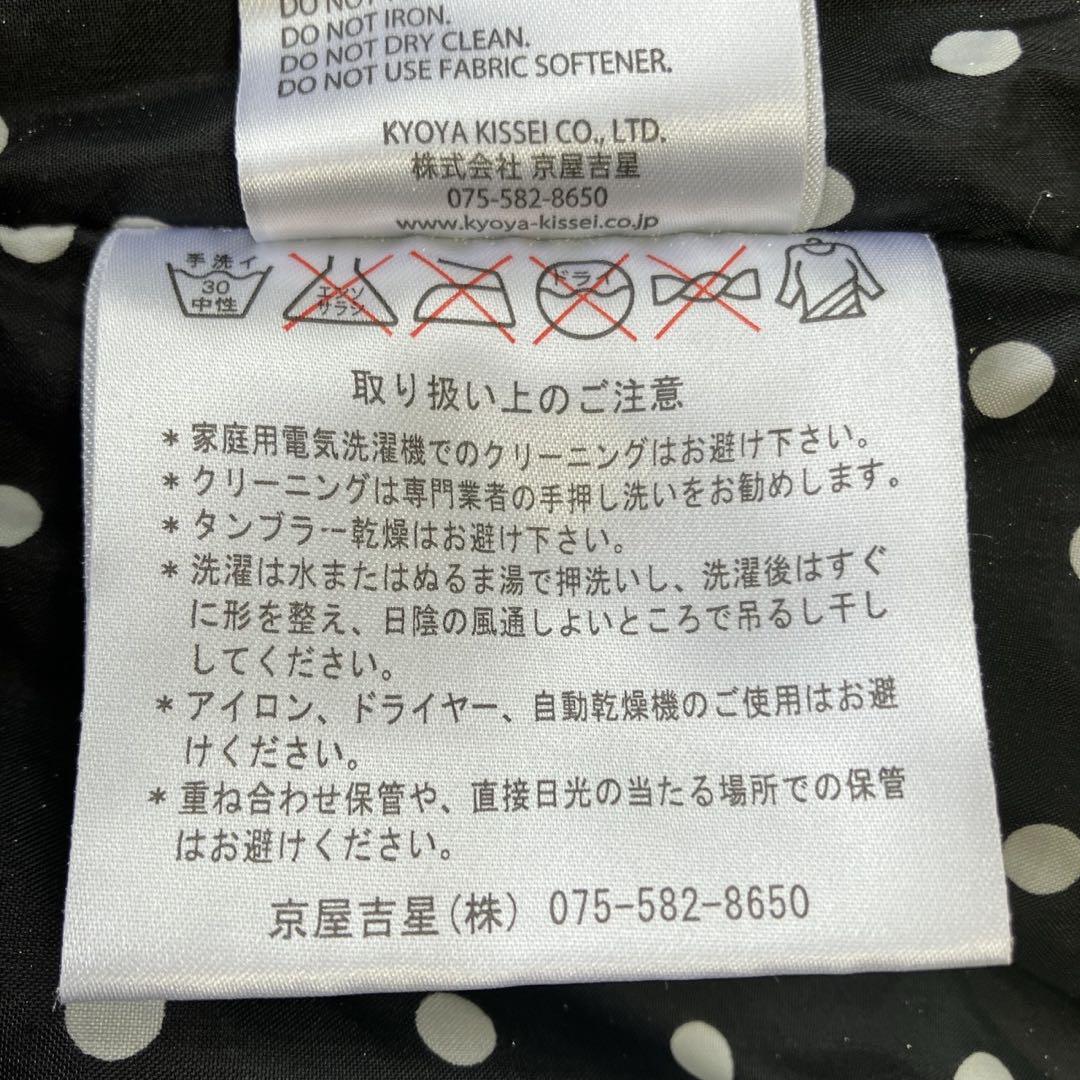 DO NOT
DO NOT IRON.
DO NOT DRY CLEAN.
DO NOT USE FABRIC SOFTENER.
KYOYA KISSEI CO., LTD.
株式会社 京屋吉星
075-582-8650
www.kyoya-kissei.co.jp
手洗イ
30
中性
エンソ
サラシ
ドライ
取り扱い上のご注意
* 家庭用電気洗濯機でのクリーニングはお避け下さい。
* クリーニングは専門業者の手押し洗いをお勧めします。
* タンブラー乾燥はお避け下さい。
* 洗濯は水またはぬるま湯で押洗いし、洗濯後はすぐ
に形を整え、日陰の風通しよいところで吊るし干し
してください。
* アイロン、ドライヤー、自動乾燥機のご使用はお避
けください。
* 重ね合わせ保管や、直接日光の当たる場所での保管
はお避けください。
京屋吉星(株) 075-582-8650